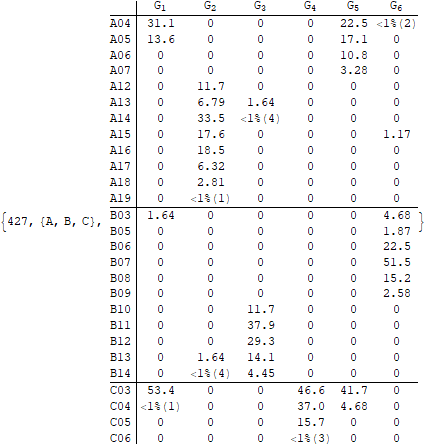 G1 G2 G3 G4 G5 G6
A04 31.1 0 0 0 22.5 <1%(2)
A05 13.6 0 0 0 17.1 0
A06 0 0 0 0 10.8 0
A07 0 0 0 0 3.28 0
A12 0 11.7 0 0 0 0
A13 0 6.79 1.64 0 0 0
A14 0 33.5 <1%(4) 0 0 0
A15 0 17.6 0 0 0 1.17
A16 0 18.5 0 0 0 0
A17 0 6.32 0 0 0 0
A18 0 2.81 0 0 0 0
A19 0 <1%(1) 0 0 0 0
{427, {A, B, C}, B03 1.64 0 0 0 0 4.68 }
B05 0 0 0 0 0 1.87
B06 0 0 0 0 0 22.5
B07 0 0 0 0 0 51.5
B08 0 0 0 0 0 15.2
B09 0 0 0 0 0 2.58
B10 0 0 11.7 0 0 0
B11 0 0 37.9 0 0 0
B12 0 0 29.3 0 0 0
B13 0 1.64 14.1 0 0 0
B14 0 <1%(4) 4.45 0 0 0
C03 53.4 0 0 46.6 41.7 0
C04 <1%(1) 0 0 37.0 4.68 0
C05 0 0 0 15.7 0 0
C06 0 0 0 <1%(3) 0 0